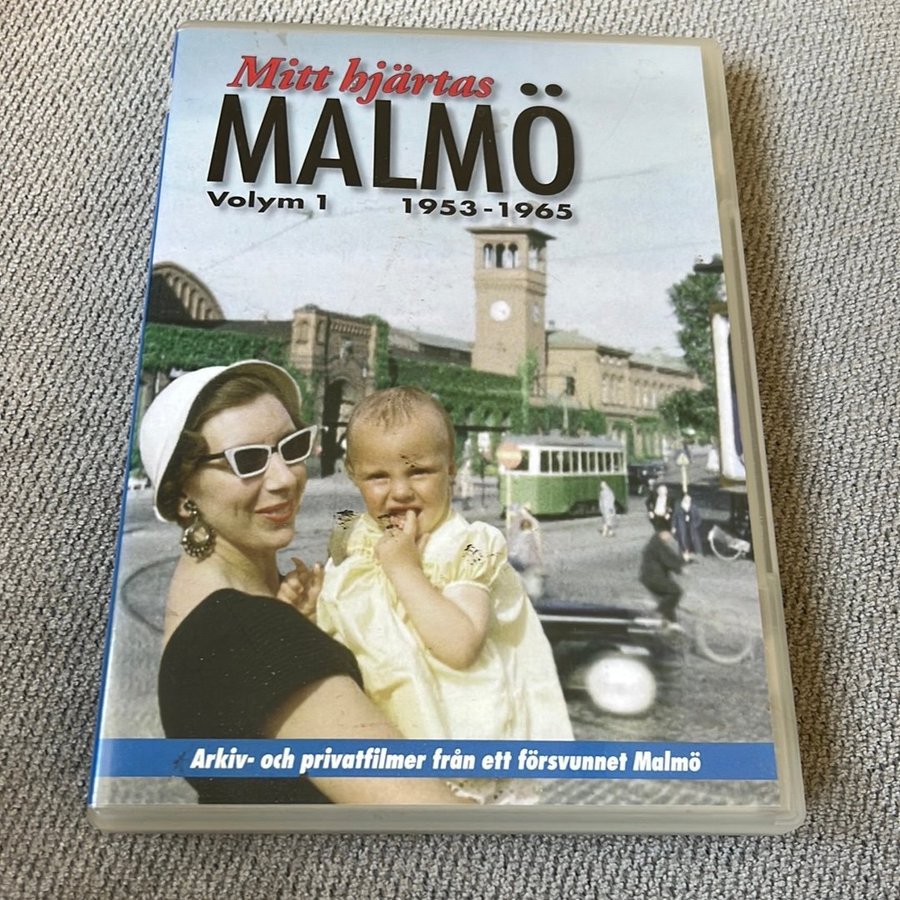 Mitt hjärtas
MALMÖ
Volym 1 1953-1965
Arkiv- och privatfilmer från ett försvunnet Malmö